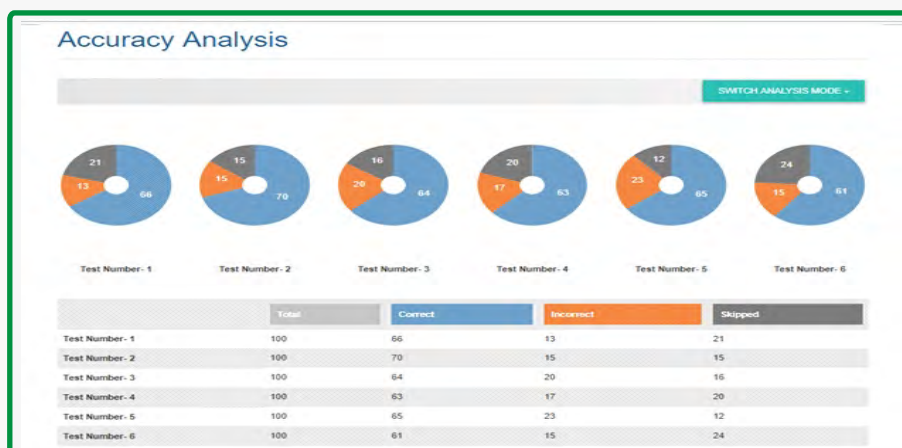 Accuracy Analysis
SWITCH ANALYSIS MODE
21 13 66
15 15 70
16 20 64
20 17 63
12 23 65
24 15 61
Test Number- 1 Test Number- 2 Test Number- 3 Test Number- 4 Test Number- 5 Test Number- 6
Total Correct Incorrect Skipped
Test Number- 1 100 66 13 21
Test Number- 2 100 70 15 15
Test Number- 3 100 64 20 16
Test Number- 4 100 63 17 20
Test Number- 5 100 65 23 12
Test Number- 6 100 61 15 24